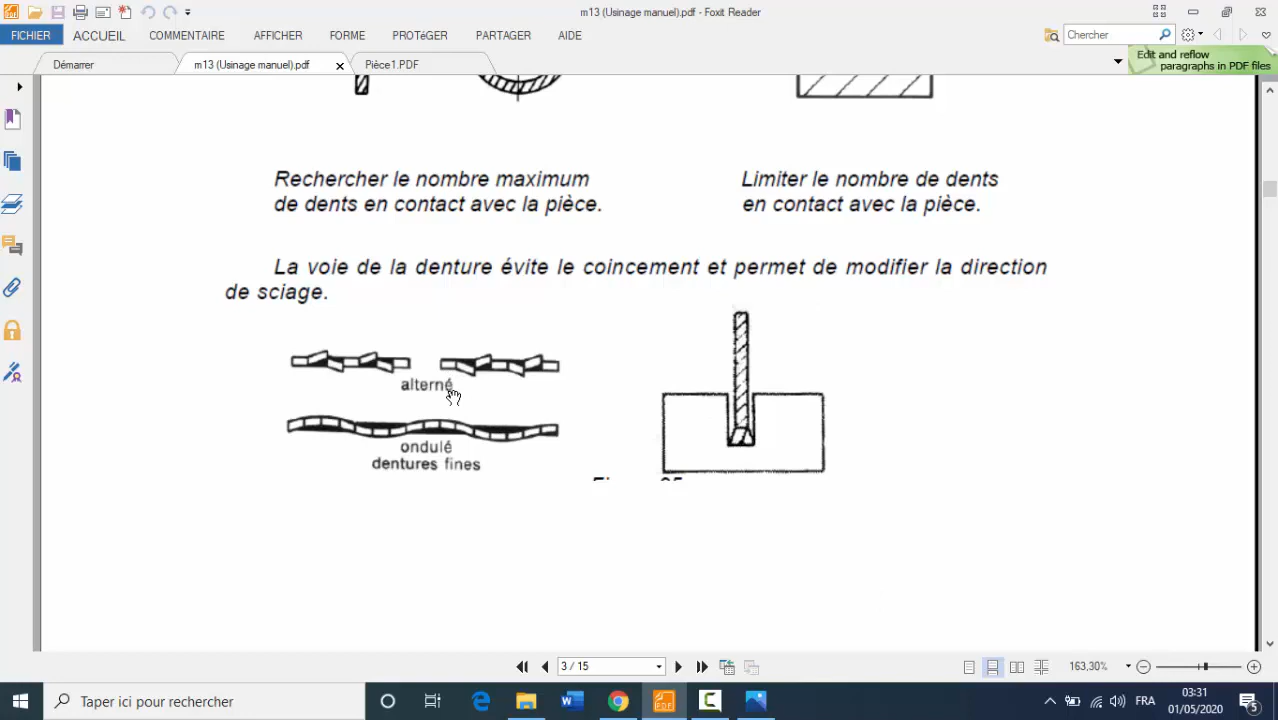 m13 (Usinage manuel).pdf - Foxit Reader
FICHIER ACCUEIL COMMENTAIRE AFFICHER FORME PROTéGER PARTAGER AIDE
Chercher
Démarrer m13 (Usinage manuel).pdf Pièce1.PDF
Edit and reflow
paragraphs in PDF files
Rechercher le nombre maximum
de dents en contact avec la pièce.
Limiter le nombre de dents
en contact avec la pièce.
La voie de la denture évite le coincement et permet de modifier la direction
de sciage.
alterné
ondulé
dentures fines
3 / 15
163,30%
Taper ici pour rechercher
FRA
03:31
01/05/2020
5